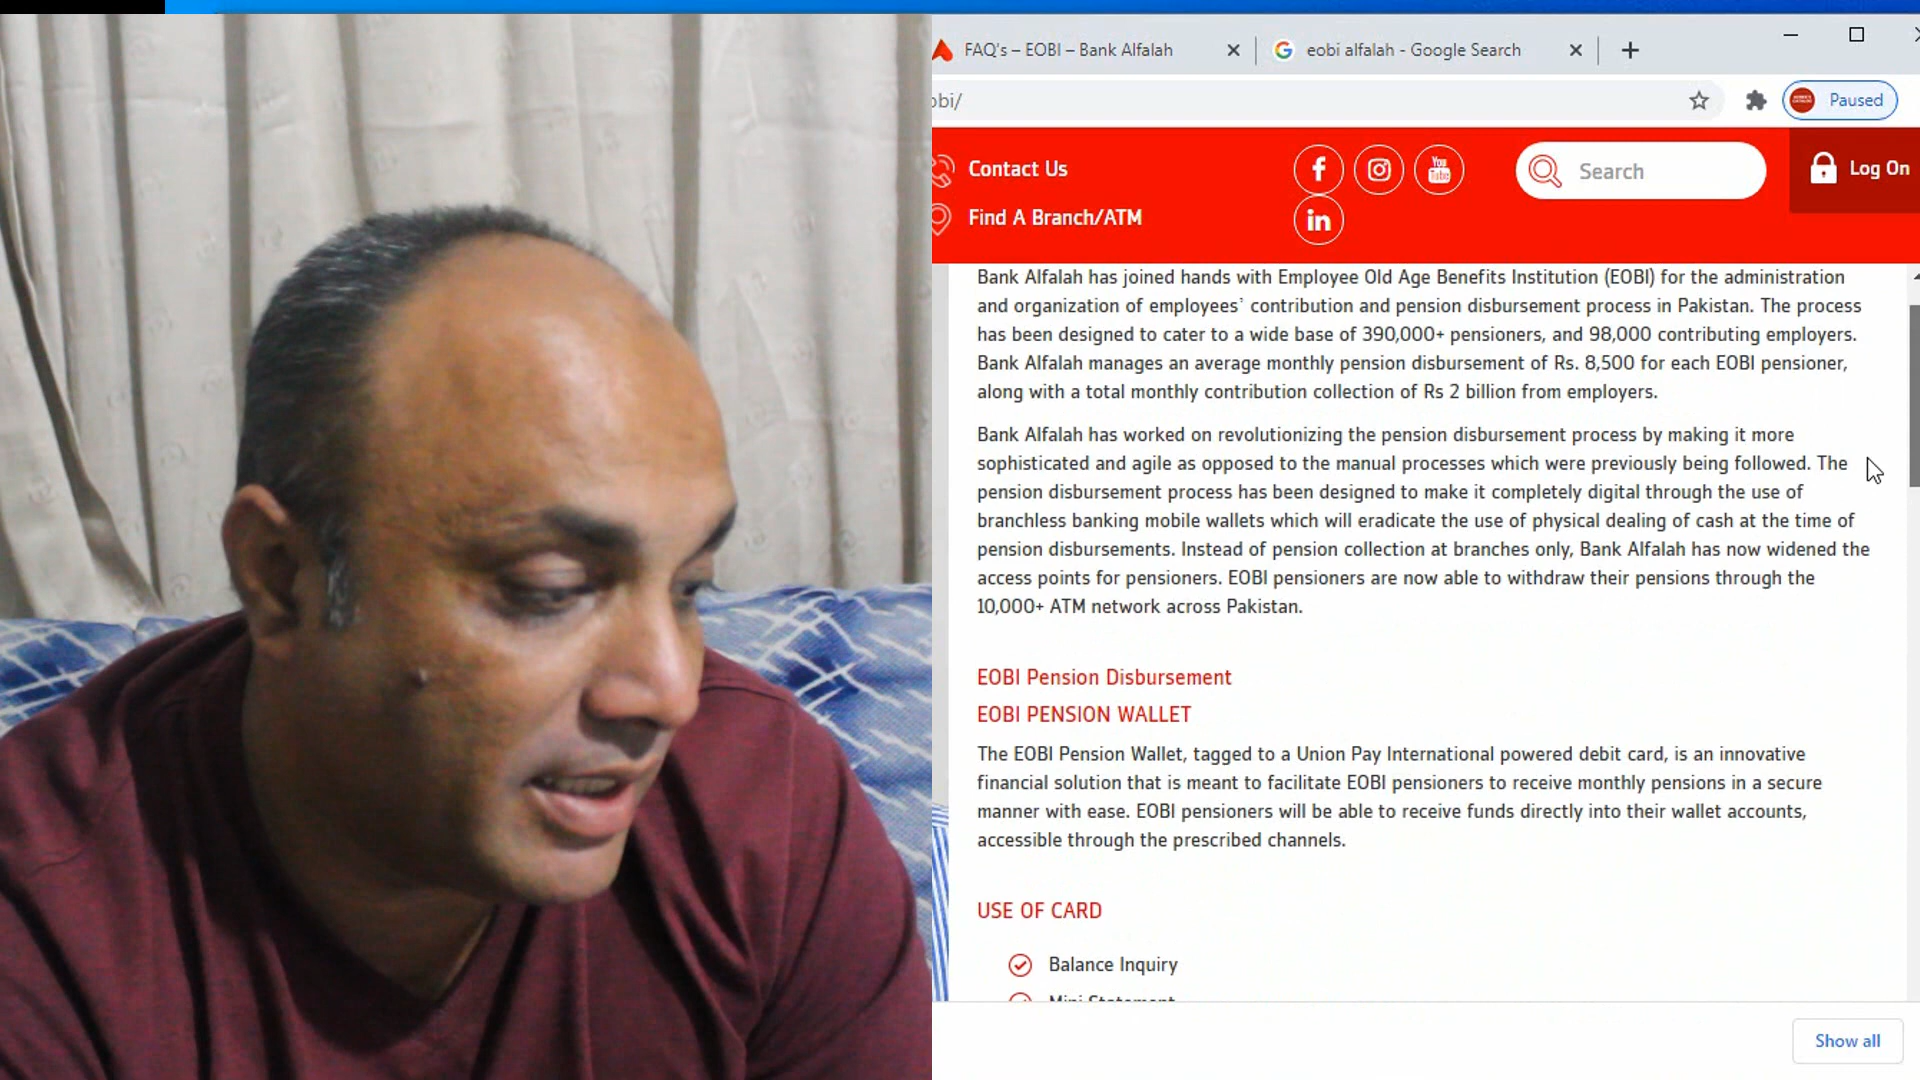 FAQ's – EOBI – Bank Alfalah
eobi alfalah - Google Search
obi/
Paused
Contact Us
Find A Branch/ATM
You
Tube
Search
Log On
Bank Alfalah has joined hands with Employee Old Age Benefits Institution (EOBI) for the administration
and organization of employees' contribution and pension disbursement process in Pakistan. The process
has been designed to cater to a wide base of 390,000+ pensioners, and 98,000 contributing employers.
Bank Alfalah manages an average monthly pension disbursement of Rs. 8,500 for each EOBI pensioner,
along with a total monthly contribution collection of Rs 2 billion from employers.
Bank Alfalah has worked on revolutionizing the pension disbursement process by making it more
sophisticated and agile as opposed to the manual processes which were previously being followed. The
pension disbursement process has been designed to make it completely digital through the use of
branchless banking mobile wallets which will eradicate the use of physical dealing of cash at the time of
pension disbursements. Instead of pension collection at branches only, Bank Alfalah has now widened the
access points for pensioners. EOBI pensioners are now able to withdraw their pensions through the
10,000+ ATM network across Pakistan.
EOBI Pension Disbursement
EOBI PENSION WALLET
The EOBI Pension Wallet, tagged to a Union Pay International powered debit card, is an innovative
financial solution that is meant to facilitate EOBI pensioners to receive monthly pensions in a secure
manner with ease. EOBI pensioners will be able to receive funds directly into their wallet accounts,
accessible through the prescribed channels.
USE OF CARD
Balance Inquiry
Mini Statement
Show all